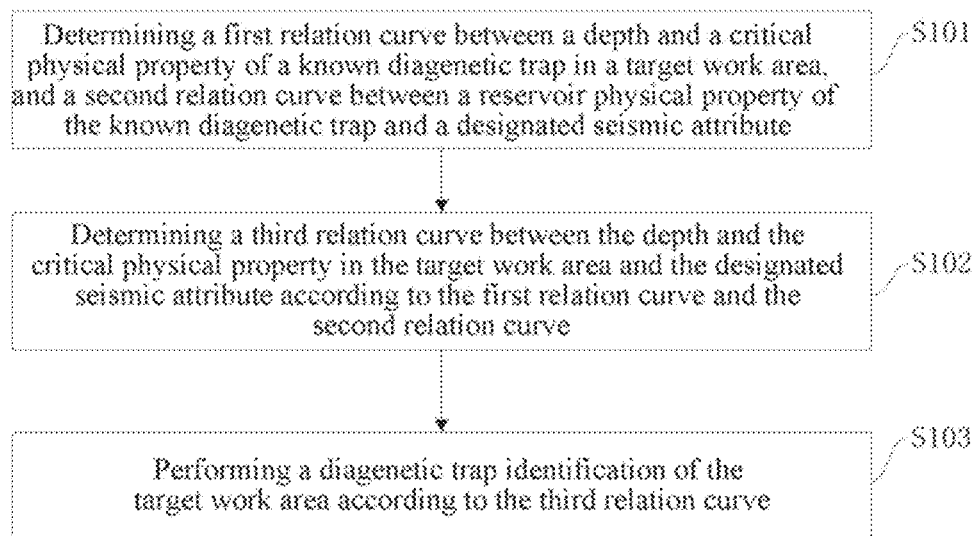 Determining a first relation curve between a depth and a critical
physical property of a known diagenetic trap in a target work area,
and a second relation curve between a reservoir physical property of
the known diagenetic trap and a designated seismic attribute
S101
Determining a third relation curve between the depth and the
critical physical property in the target work area and the designated
seismic attribute according to the first relation curve and the
second relation curve
S102
Performing a diagenetic trap identification of the
target work area according to the third relation curve
S103